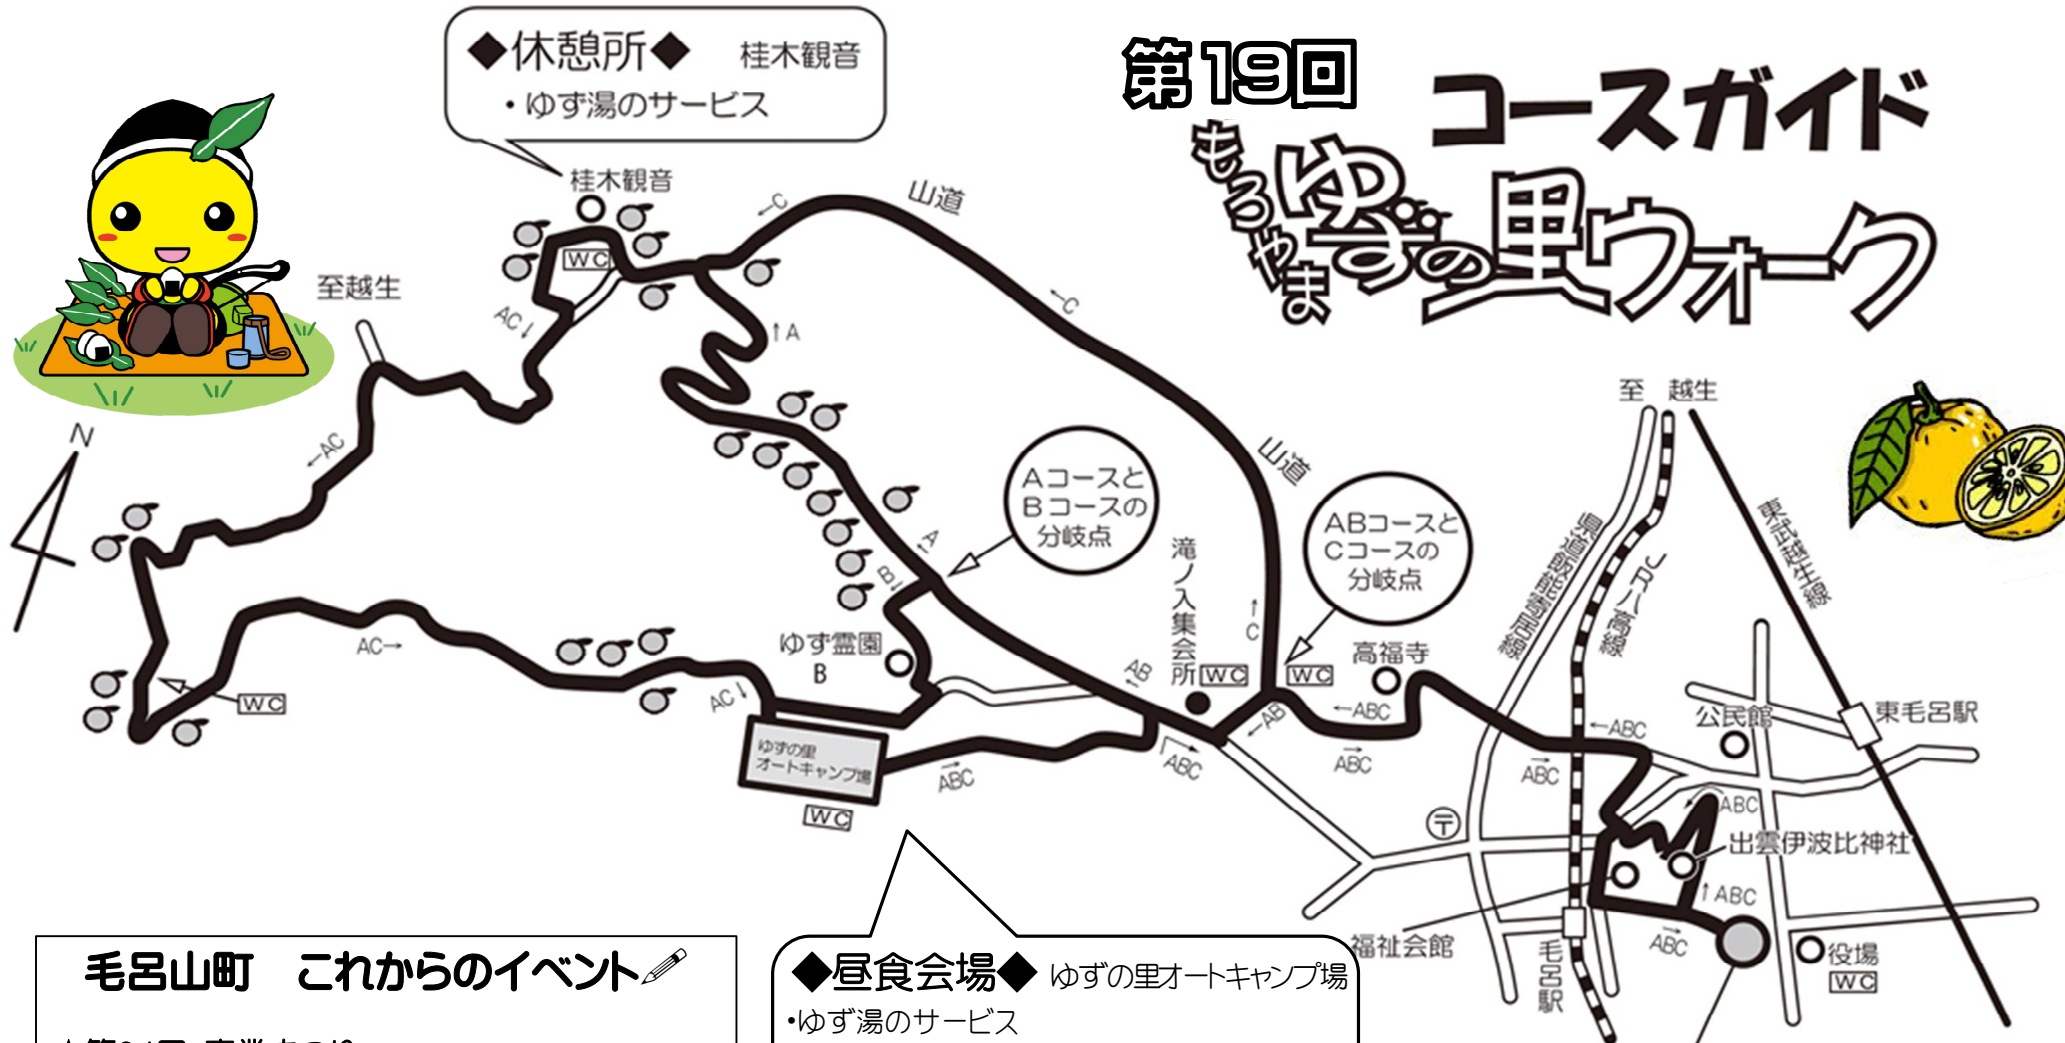 ◆休憩所◆ 桂木観音
・ゆず湯のサービス
第19回
コースガイド
もろやま
ゆずの里ウォーク
桂木観音
WC
至越生
山道
←C
←C
AC↓
↑A
←AC
N
至 越生
山道
Aコースと
Bコースの
分岐点
ABコースと
Cコースの
分岐点
滝ノ入集会所
WC
WC
高福寺
県道飯能寄居線
JR八高線
東武越生線
←A
B↓
↑C
AC→
ゆず霊園
B
WC
AC↓
AB←
←AB
←ABC
→ABC
←ABC
→ABC
公民館
東毛呂駅
ゆずの里
オートキャンプ場
WC
→ABC
ABC
〒
ABC
出雲伊波比神社
↑ABC
→ABC
福祉会館
毛呂駅
役場
WC
毛呂山町 これからのイベント
◆昼食会場◆ ゆずの里オートキャンプ場
・ゆず湯のサービス